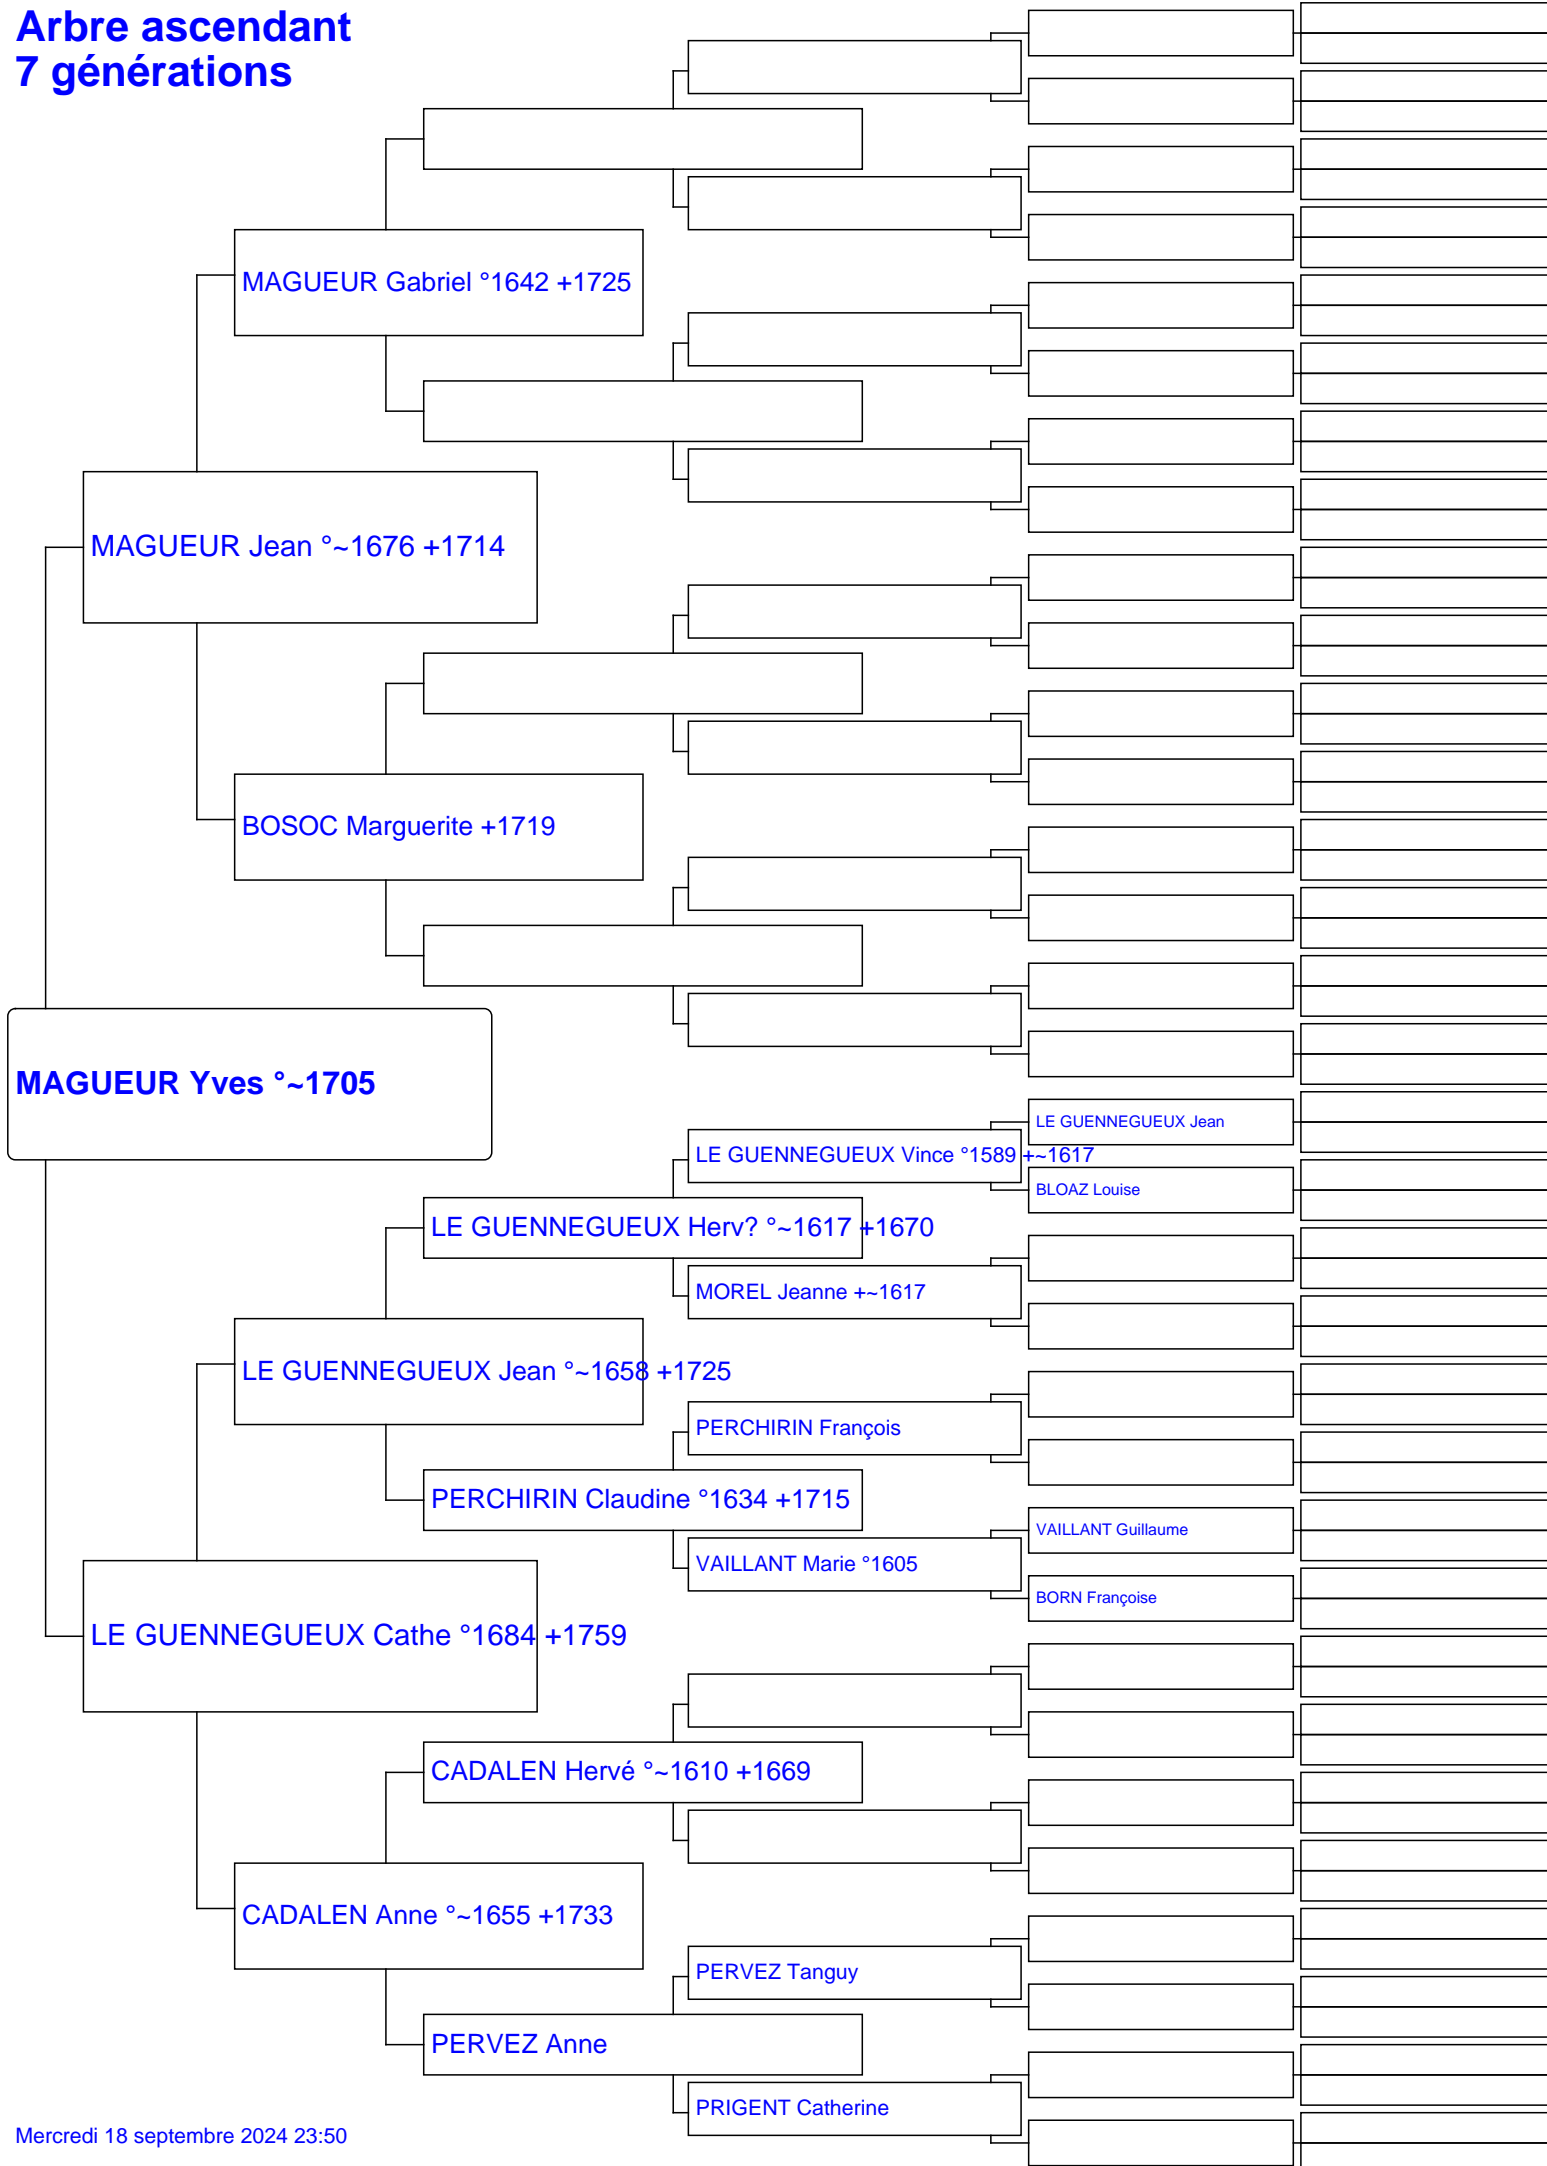 Arbre ascendant
7 générations
MAGUEUR Gabriel °1642 +1725
MAGUEUR Jean °~1676 +1714
BOSOC Marguerite +1719
MAGUEUR Yves °~1705
LE GUENNEGUEUX Jean
LE GUENNEGUEUX Vince °1589 +~1617
BLOAZ Louise
LE GUENNEGUEUX Herv? °~1617 +1670
MOREL Jeanne +~1617
LE GUENNEGUEUX Jean °~1658 +1725
PERCHIRIN François
PERCHIRIN Claudine °1634 +1715
VAILLANT Guillaume
VAILLANT Marie °1605
BORN Françoise
LE GUENNEGUEUX Cathe °1684 +1759
CADALEN Hervé °~1610 +1669
CADALEN Anne °~1655 +1733
PERVEZ Tanguy
PERVEZ Anne
PRIGENT Catherine
Mercredi 18 septembre 2024 23:50